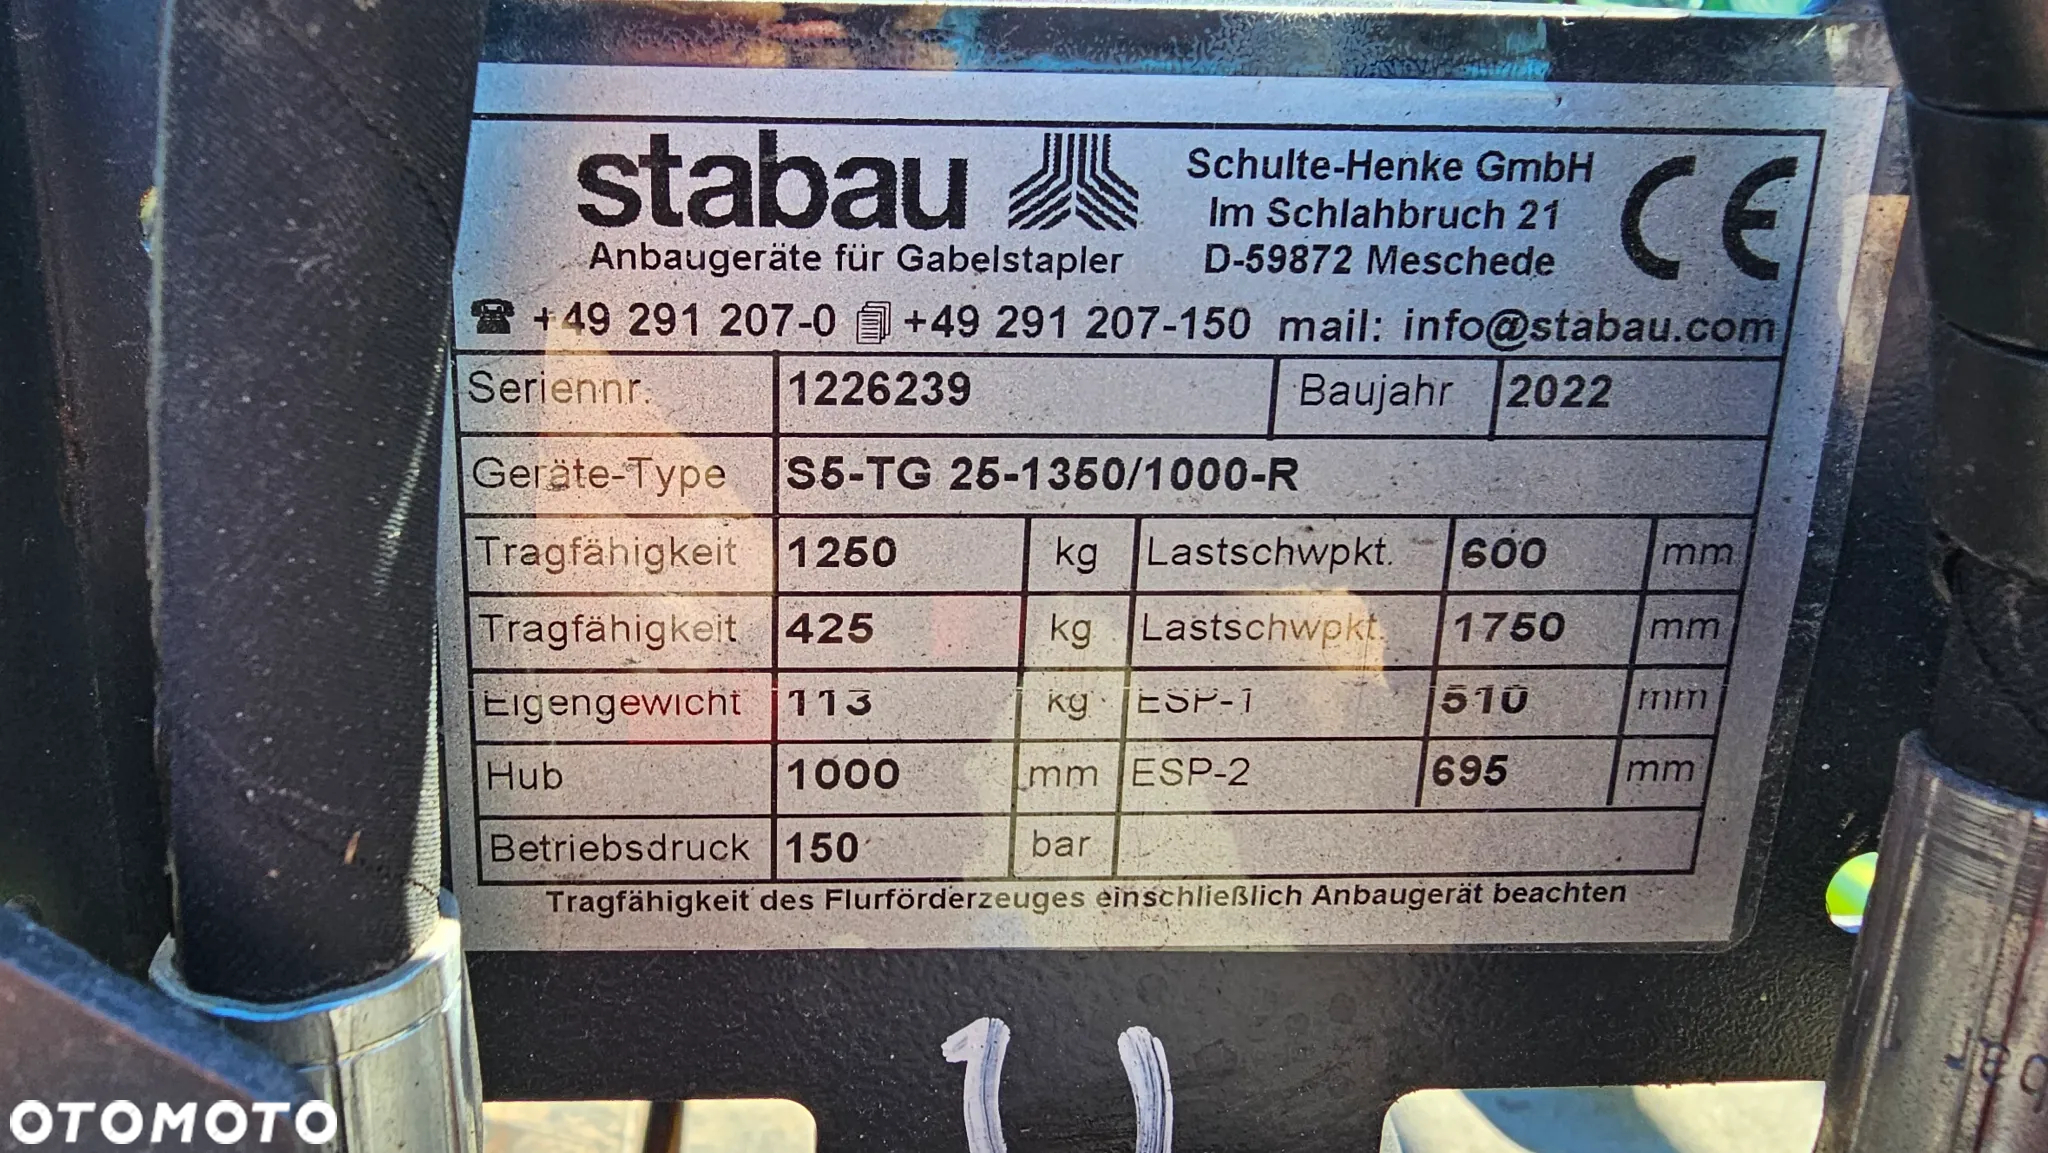 stabau
Anbaugeräte für Gabelstapler
Schulte-Henke GmbH
Im Schlahbruch 21
D-59872 Meschede
CE
+49 291 207-0 +49 291 207-150 mail: info@stabau.com
Seriennr. 1226239 Baujahr 2022
Geräte-Type S5-TG 25-1350/1000-R
Tragfähigkeit 1250 kg Lastschwpkt. 600 mm
Tragfähigkeit 425 kg Lastschwpkt. 1750 mm
Eigengewicht 113 kg ESP-1 510 mm
Hub 1000 mm ESP-2 695 mm
Betriebsdruck 150 bar
Tragfähigkeit des Flurförderzeuges einschließlich Anbaugerät beachten
OTOMOTO